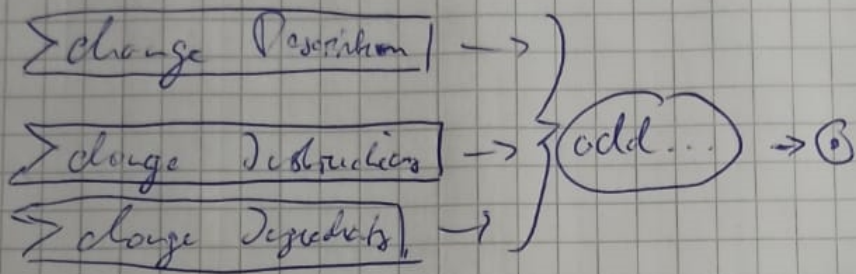 change Description
add...
change Instructions
change Ingredients